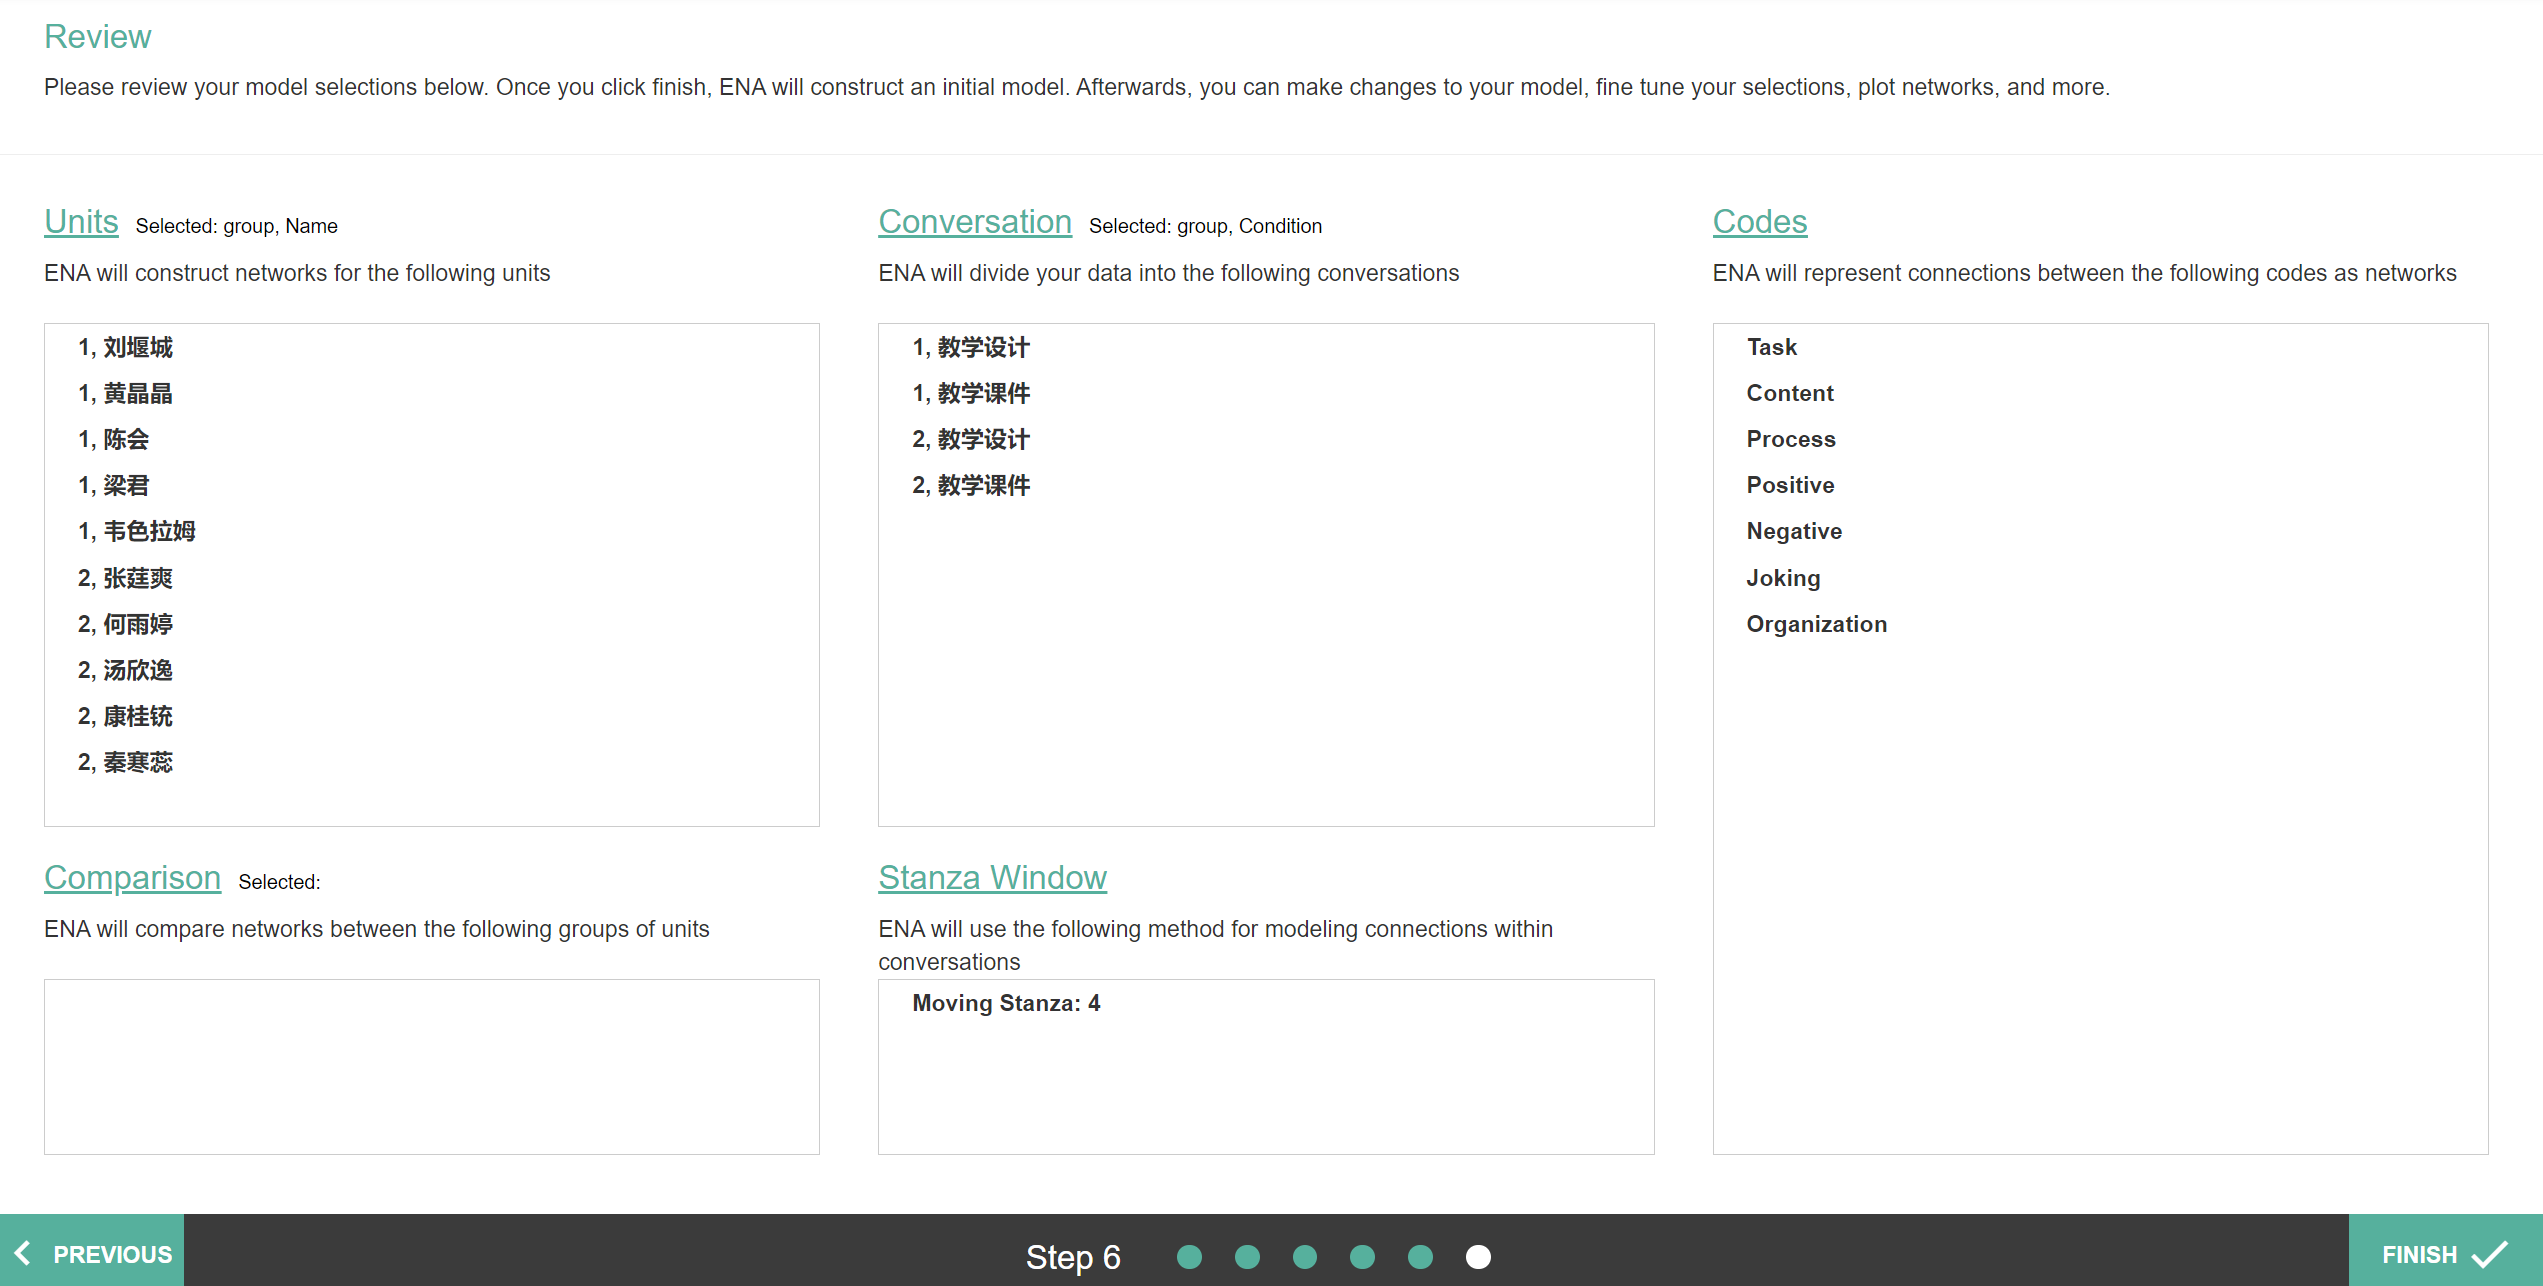 Review
Please review your model selections below. Once you click finish, ENA will construct an initial model. Afterwards, you can make changes to your model, fine tune your selections, plot networks, and more.
Units Selected: group, Name
ENA will construct networks for the following units
1, 刘堰城
1, 黄晶晶
1, 陈会
1, 梁君
1, 韦色拉姆
2, 张莛爽
2, 何雨婷
2, 汤欣逸
2, 康桂铳
2, 秦寒蕊
Conversation Selected: group, Condition
ENA will divide your data into the following conversations
1, 教学设计
1, 教学课件
2, 教学设计
2, 教学课件
Codes
ENA will represent connections between the following codes as networks
Task
Content
Process
Positive
Negative
Joking
Organization
Comparison Selected:
ENA will compare networks between the following groups of units
Stanza Window
ENA will use the following method for modeling connections within
conversations
Moving Stanza: 4
PREVIOUS
Step 6
FINISH